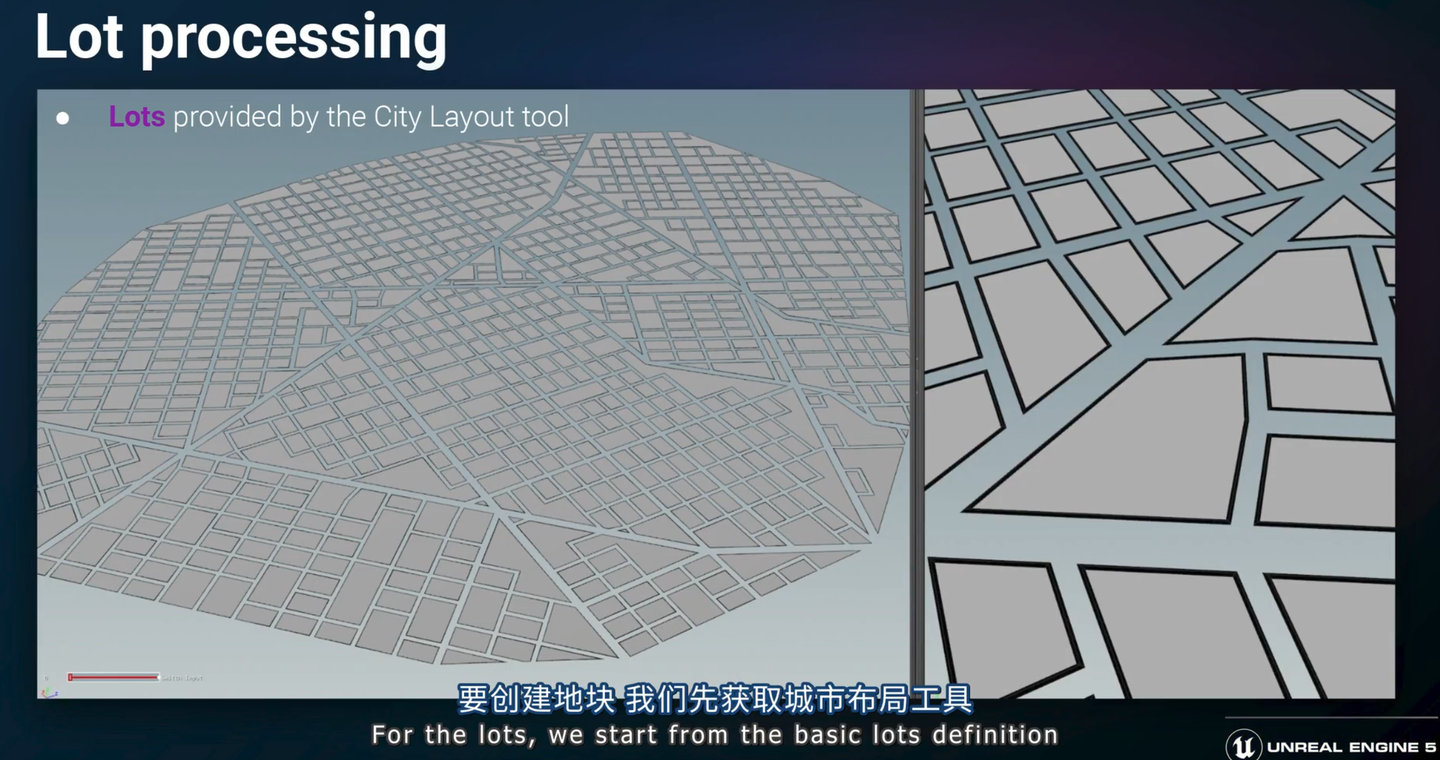 Lot processing
Lots provided by the City Layout tool
要创建地块 我们先获取城市布局工具
For the lots, we start from the basic lots definition
UNREAL ENGINE 5